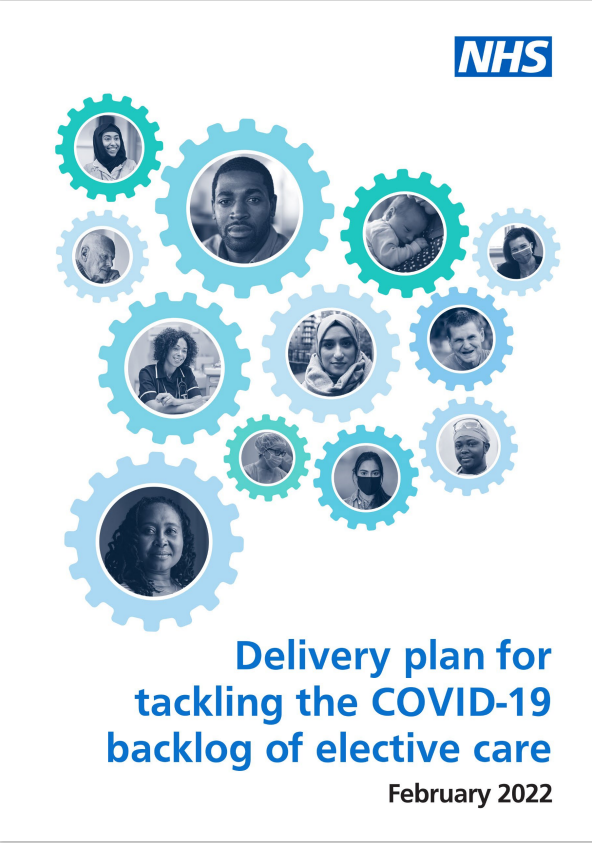 NHS
Delivery plan for
tackling the COVID-19
backlog of elective care
February 2022